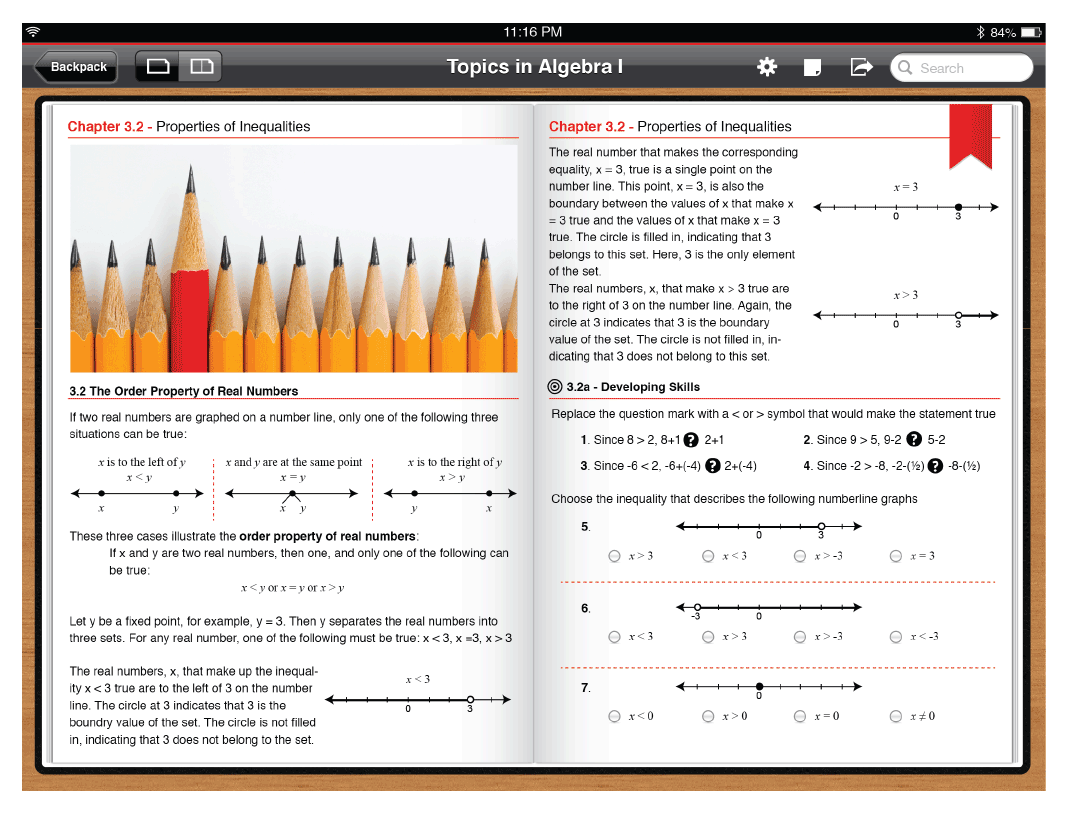 11:16 PM
84%
Backpack
Topics in Algebra I
Search
Chapter 3.2 - Properties of Inequalities
3.2 The Order Property of Real Numbers
If two real numbers are graphed on a number line, only one of the following three
situations can be true:
x is to the left of y
x < y
x y
x and y are at the same point
x = y
x y
x is to the right of y
x > y
y x
These three cases illustrate the order property of real numbers:
If x and y are two real numbers, then one, and only one of the following can
be true:
x < y or x = y or x > y
Let y be a fixed point, for example, y = 3. Then y separates the real numbers into
three sets. For any real number, one of the following must be true: x < 3, x =3, x > 3
The real numbers, x, that make up the inequal-
ity x < 3 true are to the left of 3 on the number
line. The circle at 3 indicates that 3 is the
boundry value of the set. The circle is not filled
in, indicating that 3 does not belong to the set.
x < 3
0 3
Chapter 3.2 - Properties of Inequalities
The real number that makes the corresponding
equality, x = 3, true is a single point on the
number line. This point, x = 3, is also the
boundary between the values of x that make x
= 3 true and the values of x that make x = 3
true. The circle is filled in, indicating that 3
belongs to this set. Here, 3 is the only element
of the set.
x = 3
0 3
The real numbers, x, that make x > 3 true are
to the right of 3 on the number line. Again, the
circle at 3 indicates that 3 is the boundary
value of the set. The circle is not filled in, in-
dicating that 3 does not belong to this set.
x > 3
0 3
3.2a - Developing Skills
Replace the question mark with a < or > symbol that would make the statement true
1. Since 8 > 2, 8+1 ? 2+1
2. Since 9 > 5, 9-2 ? 5-2
3. Since -6 < 2, -6+(-4) ? 2+(-4)
4. Since -2 > -8, -2-(½) ? -8-(½)
Choose the inequality that describes the following numberline graphs
5.
0 3
x > 3 x < 3 x > -3 x = 3
6.
-3 0
x < 3 x > 3 x > -3 x < -3
7.
0
x < 0 x > 0 x = 0 x ≠ 0